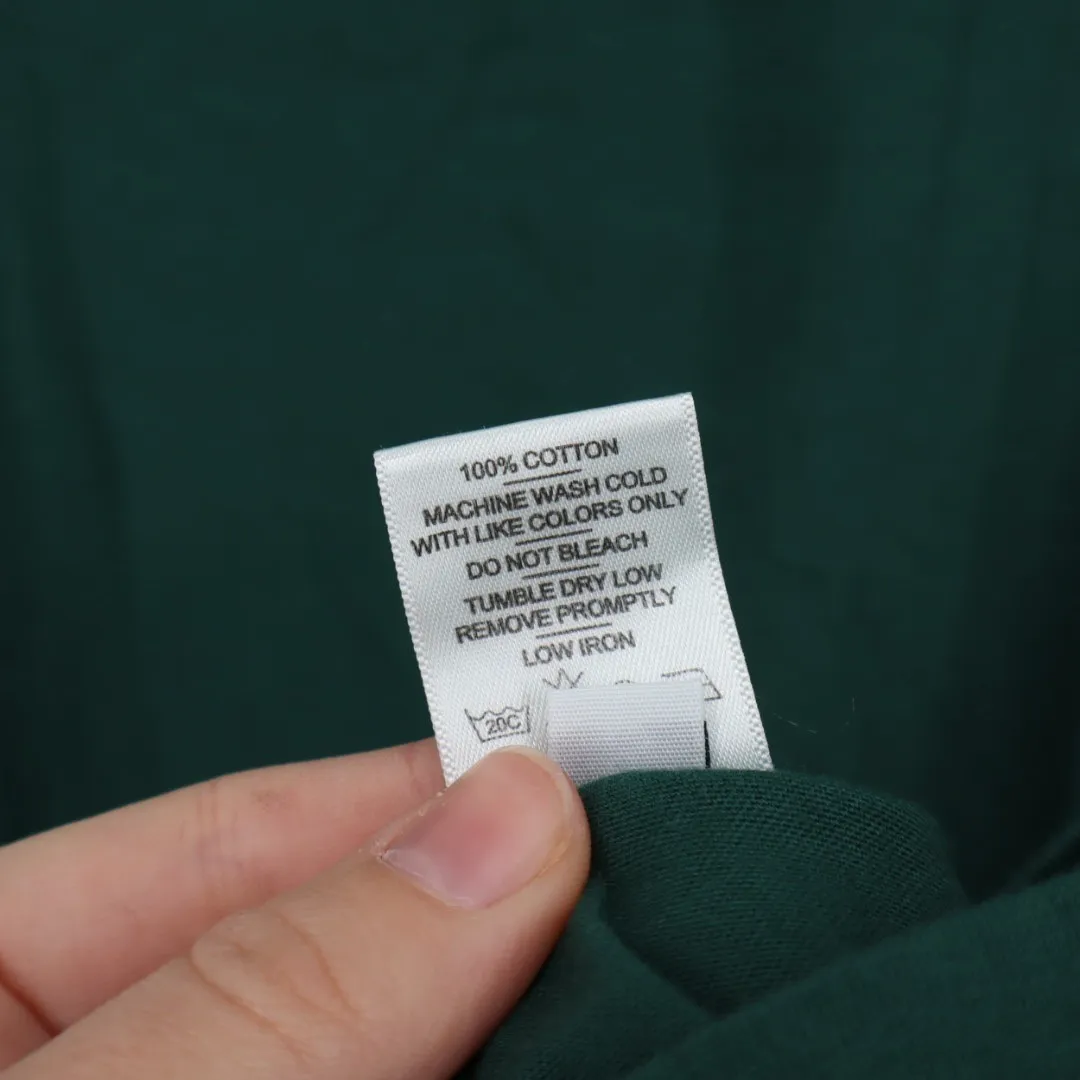 100% COTTON
MACHINE WASH COLD
WITH LIKE COLORS ONLY
DO NOT BLEACH
TUMBLE DRY LOW
REMOVE PROMPTLY
LOW IRON
20C